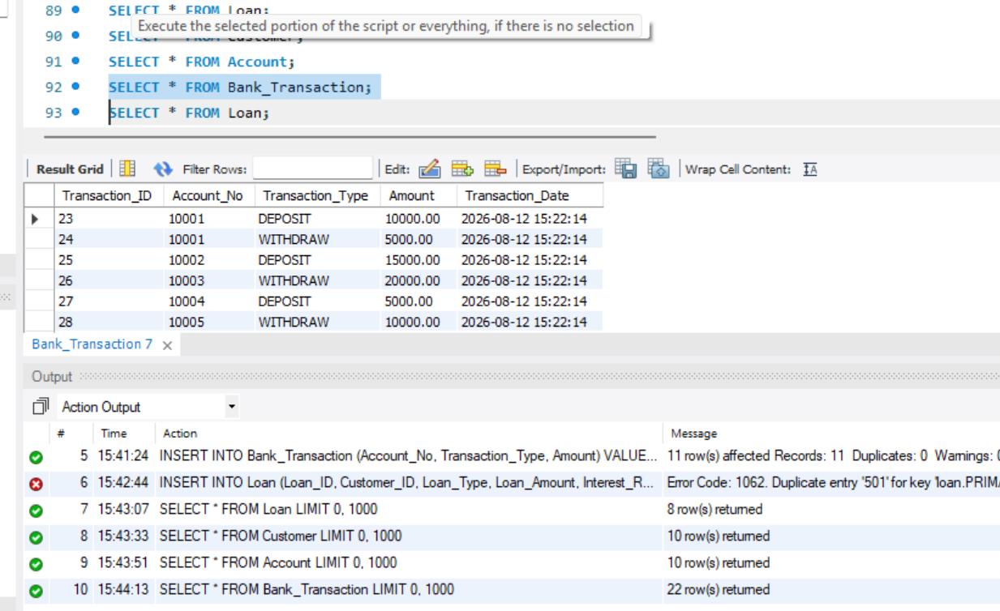 89 SELECT * FROM Loan;
Execute the selected portion of the script or everything, if there is no selection
90
91 SELECT * FROM Account;
92 SELECT * FROM Bank_Transaction;
93 SELECT * FROM Loan;
Result Grid Filter Rows: Edit: Export/Import: Wrap Cell Content:
Transaction_ID Account_No Transaction_Type Amount Transaction_Date
23 10001 DEPOSIT 10000.00 2026-08-12 15:22:14
24 10001 WITHDRAW 5000.00 2026-08-12 15:22:14
25 10002 DEPOSIT 15000.00 2026-08-12 15:22:14
26 10003 WITHDRAW 20000.00 2026-08-12 15:22:14
27 10004 DEPOSIT 5000.00 2026-08-12 15:22:14
28 10005 WITHDRAW 10000.00 2026-08-12 15:22:14
Bank_Transaction 7
Output
Action Output
# Time Action Message
5 15:41:24 INSERT INTO Bank_Transaction (Account_No, Transaction_Type, Amount) VALUE... 11 row(s) affected Records: 11 Duplicates: 0 Warnings:
6 15:42:44 INSERT INTO Loan (Loan_ID, Customer_ID, Loan_Type, Loan_Amount, Interest_R... Error Code: 1062. Duplicate entry '501' for key 'loan.PRIM
7 15:43:07 SELECT * FROM Loan LIMIT 0, 1000 8 row(s) returned
8 15:43:33 SELECT * FROM Customer LIMIT 0, 1000 10 row(s) returned
9 15:43:51 SELECT * FROM Account LIMIT 0, 1000 10 row(s) returned
10 15:44:13 SELECT * FROM Bank_Transaction LIMIT 0, 1000 22 row(s) returned